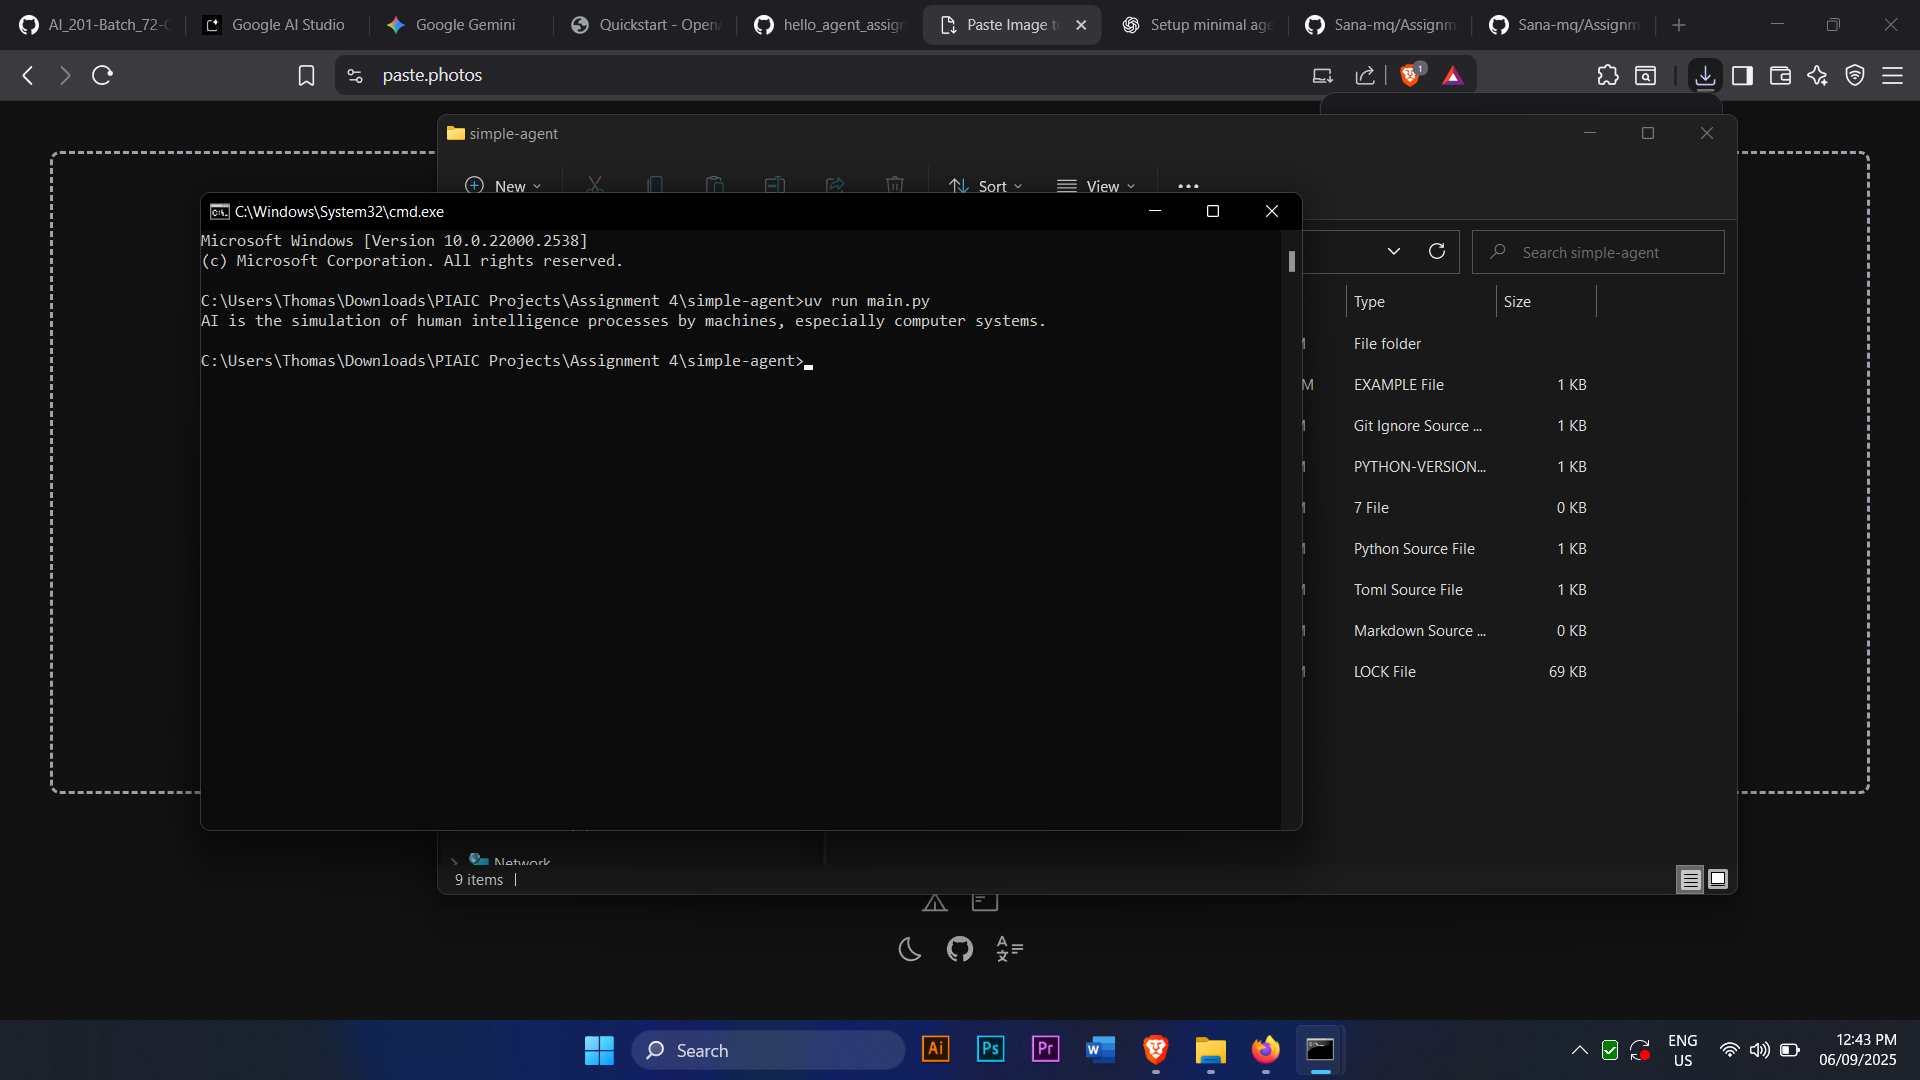 AI_201-Batch_72-
Google AI Studio
Google Gemini
Quickstart - Open
hello_agent_assign
Paste Image t
Setup minimal age
Sana-mq/Assignm
Sana-mq/Assignm
paste.photos
1
simple-agent
New
Sort
View
C:\Windows\System32\cmd.exe
Microsoft Windows [Version 10.0.22000.2538]
(c) Microsoft Corporation. All rights reserved.
C:\Users\Thomas\Downloads\PIAIC Projects\Assignment 4\simple-agent>uv run main.py
AI is the simulation of human intelligence processes by machines, especially computer systems.
C:\Users\Thomas\Downloads\PIAIC Projects\Assignment 4\simple-agent>
Search simple-agent
Type Size
File folder
M EXAMPLE File 1 KB
Git Ignore Source ... 1 KB
PYTHON-VERSION... 1 KB
7 File 0 KB
Python Source File 1 KB
Toml Source File 1 KB
Markdown Source ... 0 KB
LOCK File 69 KB
Network
9 items
Search
Ai
Ps
Pr
W
ENG
US
12:43 PM
06/09/2025